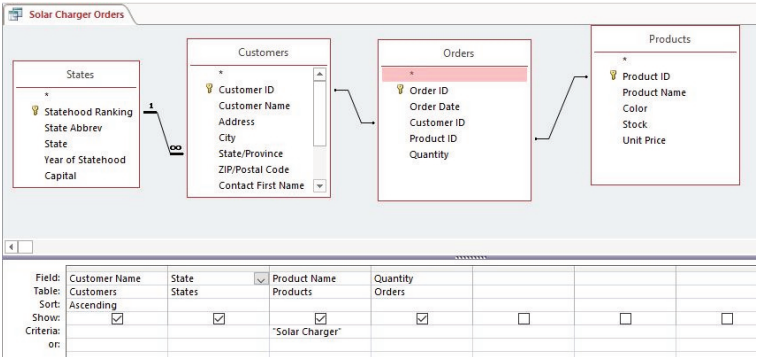 Solar Charger Orders
States
*
Statehood Ranking
State Abbrev
State
Year of Statehood
Capital
1
∞
Customers
*
Customer ID
Customer Name
Address
City
State/Province
ZIP/Postal Code
Contact First Name
Orders
*
Order ID
Order Date
Customer ID
Product ID
Quantity
Products
*
Product ID
Product Name
Color
Stock
Unit Price
Field: Customer Name State Product Name Quantity
Table: Customers States Products Orders
Sort: Ascending
Show:
Criteria: "Solar Charger"
or: